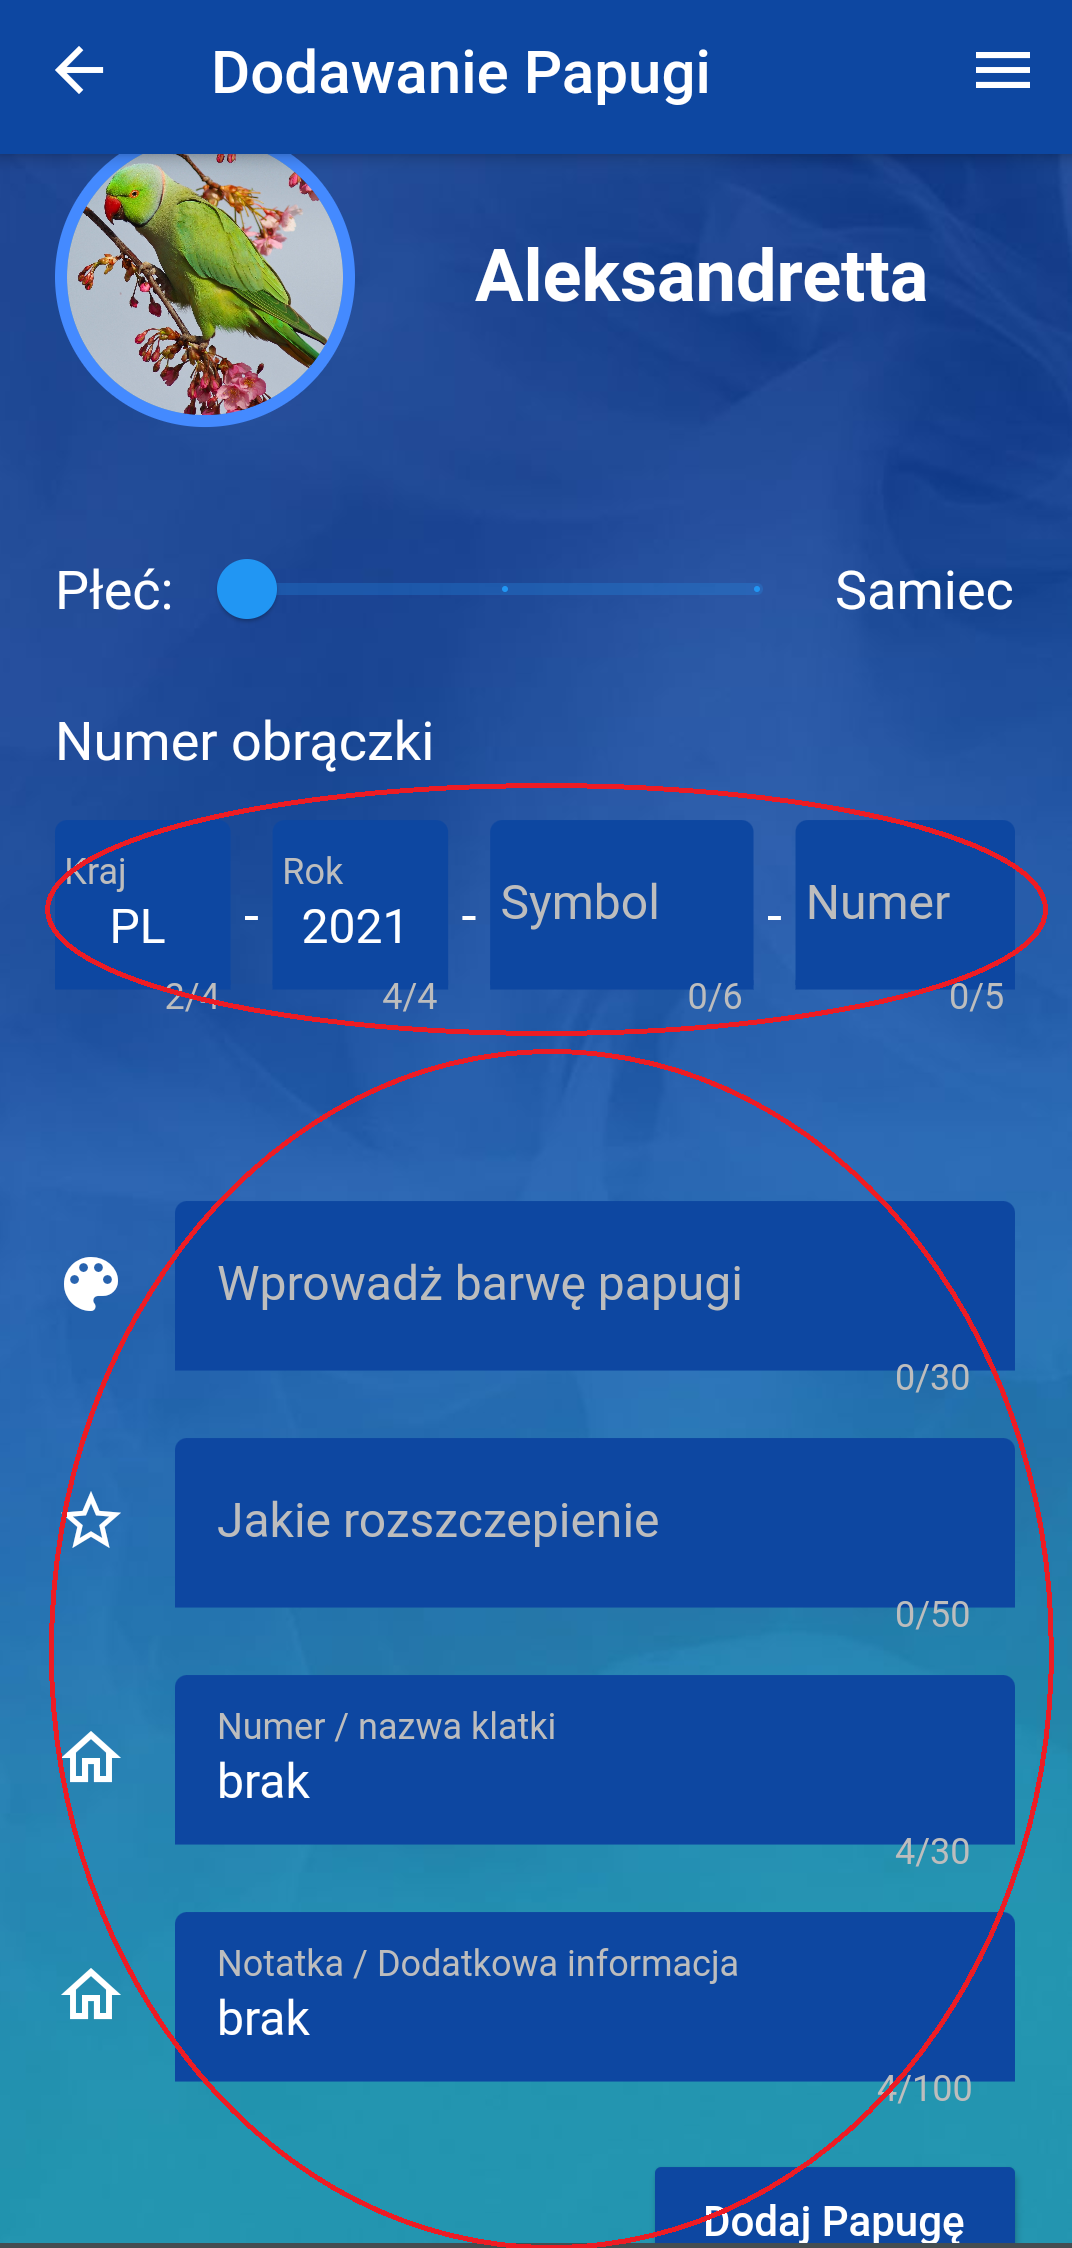 Dodawanie Papugi
Aleksandretta
Płeć: Samiec
Numer obrączki
Kraj Rok
PL - 2021 - Symbol - Numer
2/4 4/4 0/6 0/5
Wprowadż barwę papugi
0/30
Jakie rozszczepienie
0/50
Numer / nazwa klatki
brak
4/30
Notatka / Dodatkowa informacja
brak
4/100
Dodaj Papugę